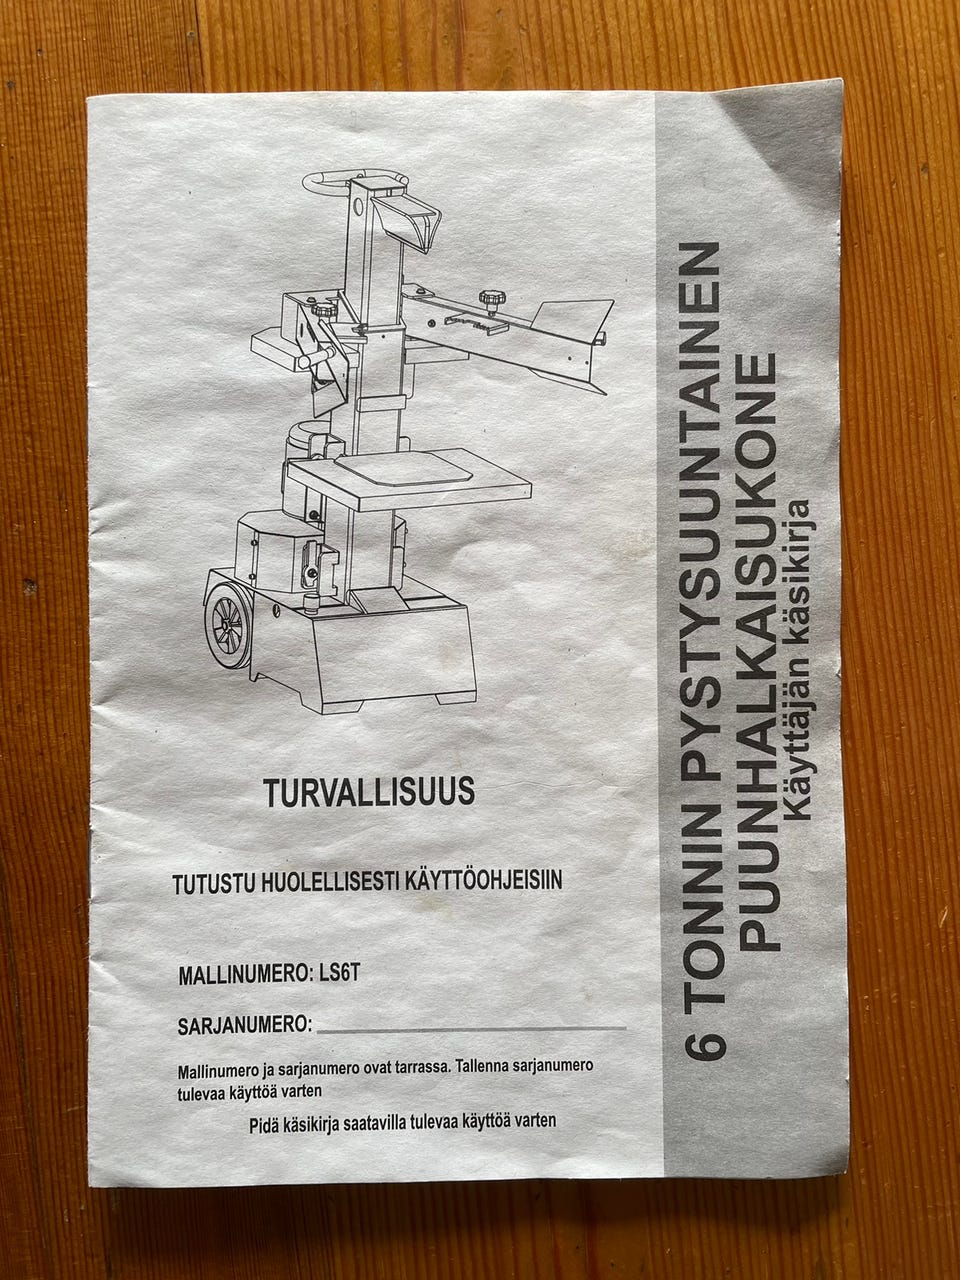 6 TONNIN PYSTYSUUNTAINEN
PUUNHALKAISUKONE
Käyttäjän käsikirja
TURVALLISUUS
TUTUSTU HUOLELLISESTI KÄYTTÖOHJEISIIN
MALLINUMERO: LS6T
SARJANUMERO:
Mallinumero ja sarjanumero ovat tarrassa. Tallenna sarjanumero
tulevaa käyttöä varten
Pidä käsikirja saatavilla tulevaa käyttöä varten